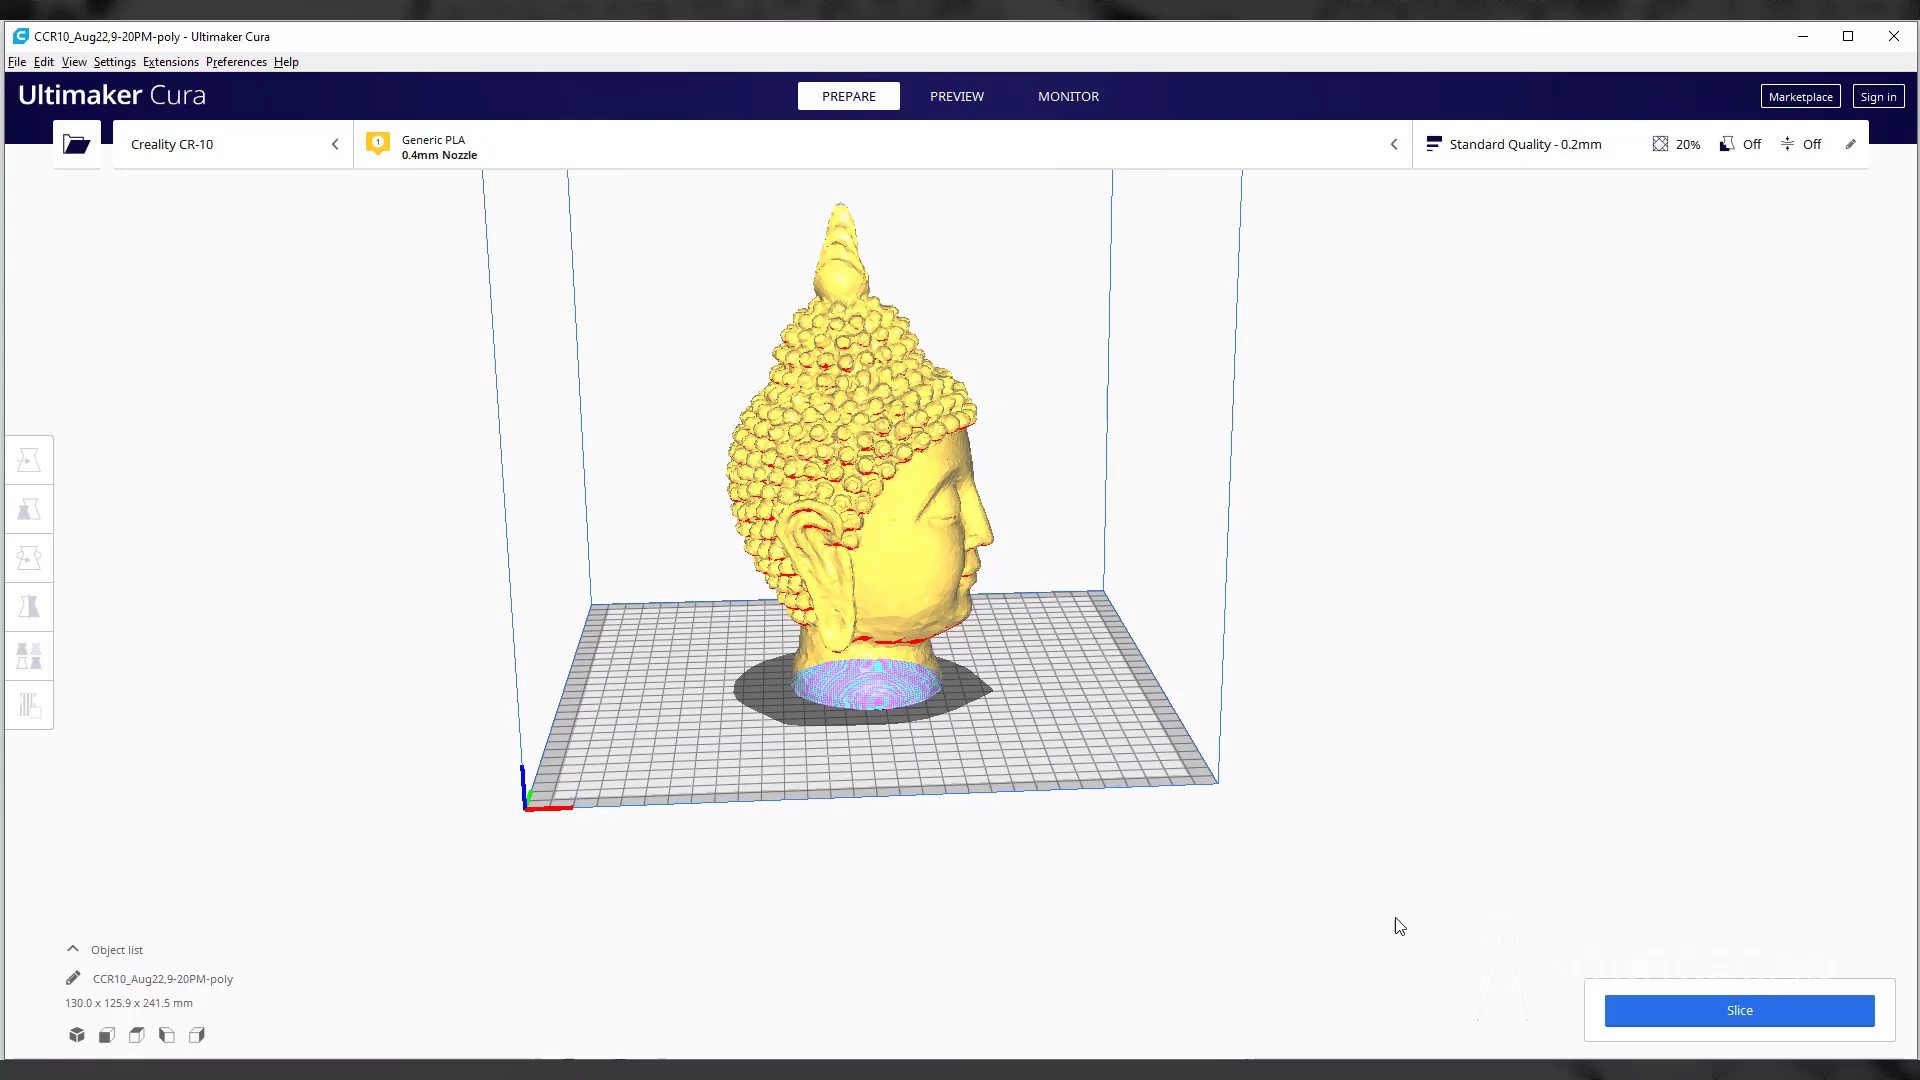 CCR10_Aug22,9-20PM-poly - Ultimaker Cura
File Edit View Settings Extensions Preferences Help
Ultimaker Cura
PREPARE PREVIEW MONITOR
Marketplace Sign in
Creality CR-10
1
Generic PLA
0.4mm Nozzle
Standard Quality - 0.2mm 20% Off Off
Object list
CCR10_Aug22,9-20PM-poly
130.0 x 125.9 x 241.5 mm
Slice